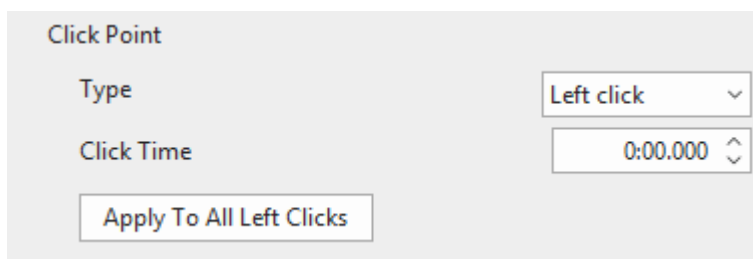 Click Point
Type Left click
Click Time 0:00.000
Apply To All Left Clicks